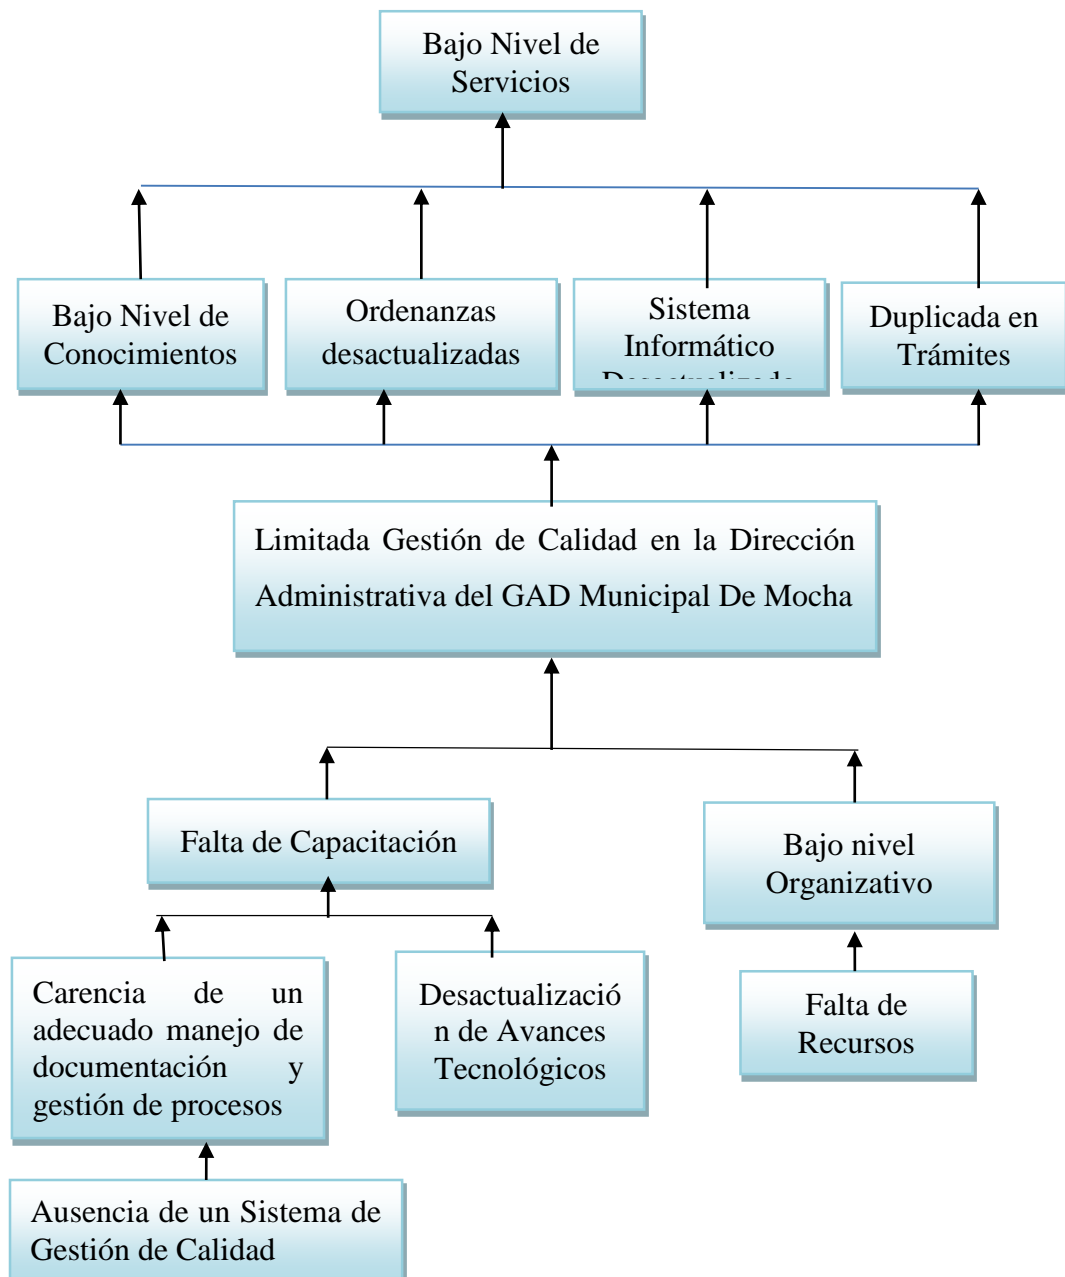 Bajo Nivel de
Servicios
Bajo Nivel de
Conocimientos
Ordenanzas
desactualizadas
Sistema
Informático
Duplicada en
Trámites
Limitada Gestión de Calidad en la Dirección
Administrativa del GAD Municipal De Mocha
Falta de Capacitación
Bajo nivel
Organizativo
Carencia de un
adecuado manejo de
documentación y
gestión de procesos
Desactualizació
n de Avances
Tecnológicos
Falta de
Recursos
Ausencia de un Sistema de
Gestión de Calidad